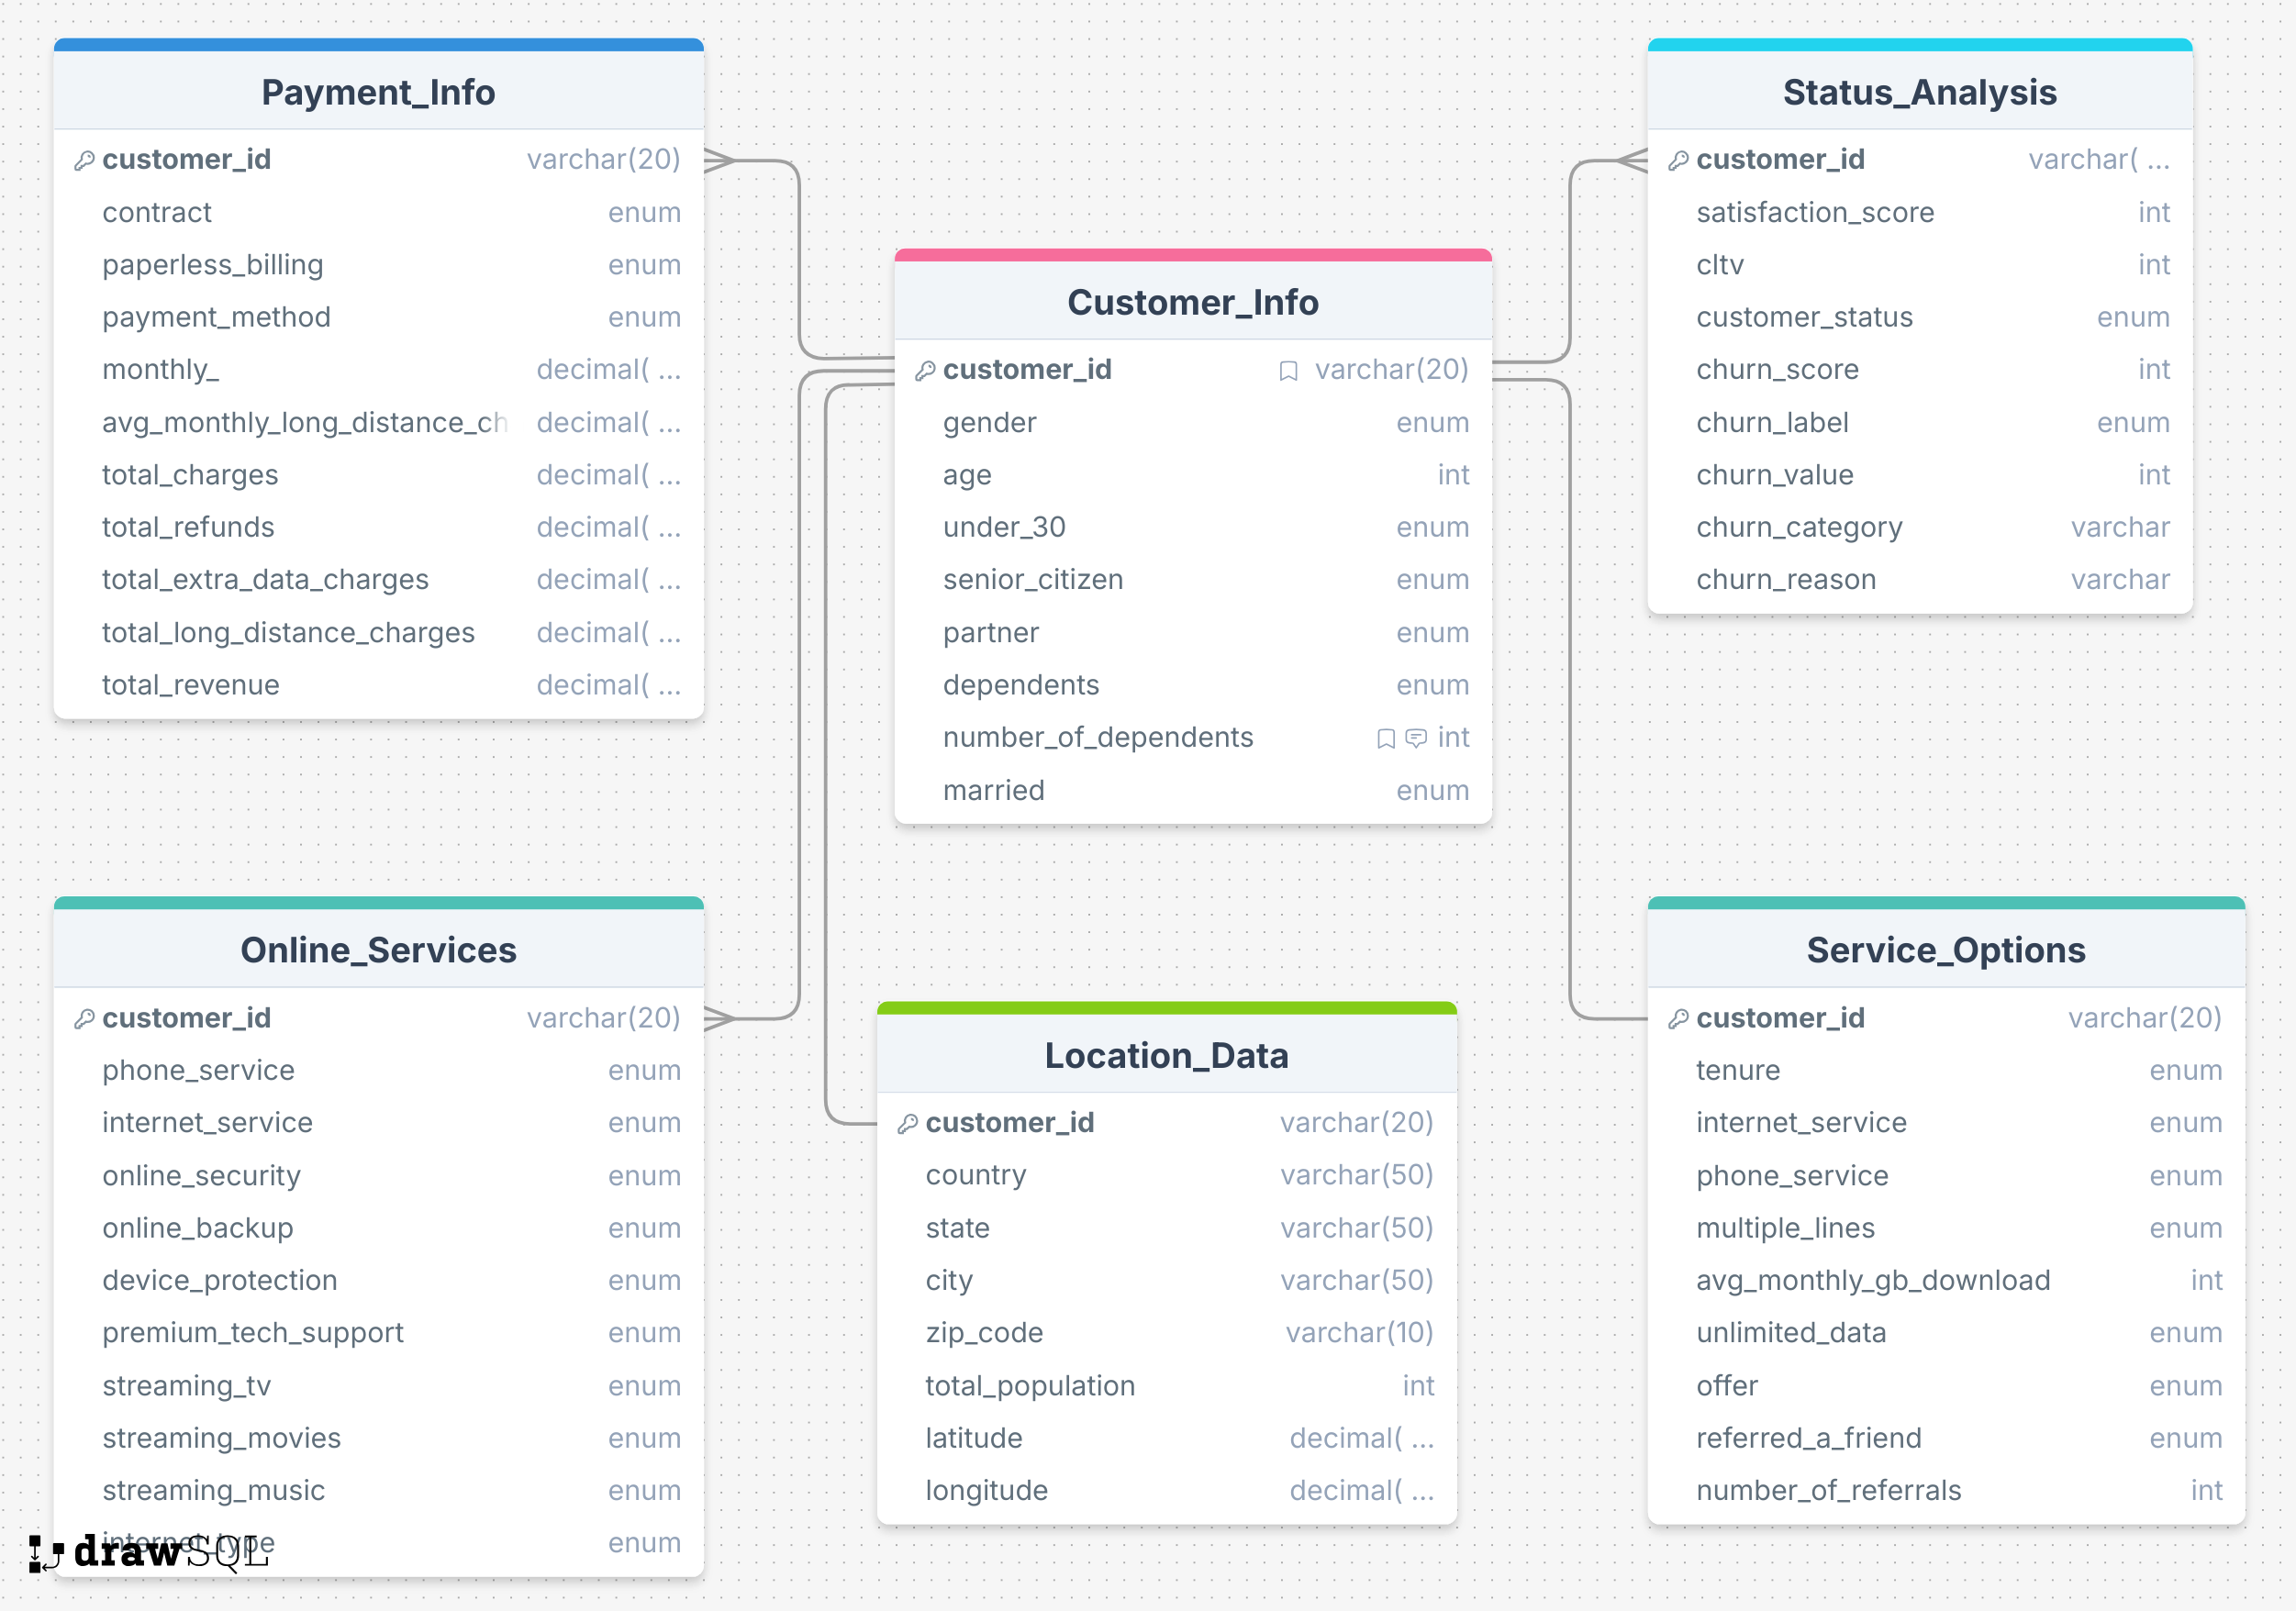 Payment_Info
customer_id varchar(20)
contract enum
paperless_billing enum
payment_method enum
monthly_ decimal( ...
avg_monthly_long_distance_ch decimal( ...
total_charges decimal( ...
total_refunds decimal( ...
total_extra_data_charges decimal( ...
total_long_distance_charges decimal( ...
total_revenue decimal( ...
Customer_Info
customer_id varchar(20)
gender enum
age int
under_30 enum
senior_citizen enum
partner enum
dependents enum
number_of_dependents int
married enum
Status_Analysis
customer_id varchar( ...
satisfaction_score int
cltv int
customer_status enum
churn_score int
churn_label enum
churn_value int
churn_category varchar
churn_reason varchar
Online_Services
customer_id varchar(20)
phone_service enum
internet_service enum
online_security enum
online_backup enum
device_protection enum
premium_tech_support enum
streaming_tv enum
streaming_movies enum
streaming_music enum
internet_type enum
drawSQL
Location_Data
customer_id varchar(20)
country varchar(50)
state varchar(50)
city varchar(50)
zip_code varchar(10)
total_population int
latitude decimal( ...
longitude decimal( ...
Service_Options
customer_id varchar(20)
tenure enum
internet_service enum
phone_service enum
multiple_lines enum
avg_monthly_gb_download int
unlimited_data enum
offer enum
referred_a_friend enum
number_of_referrals int